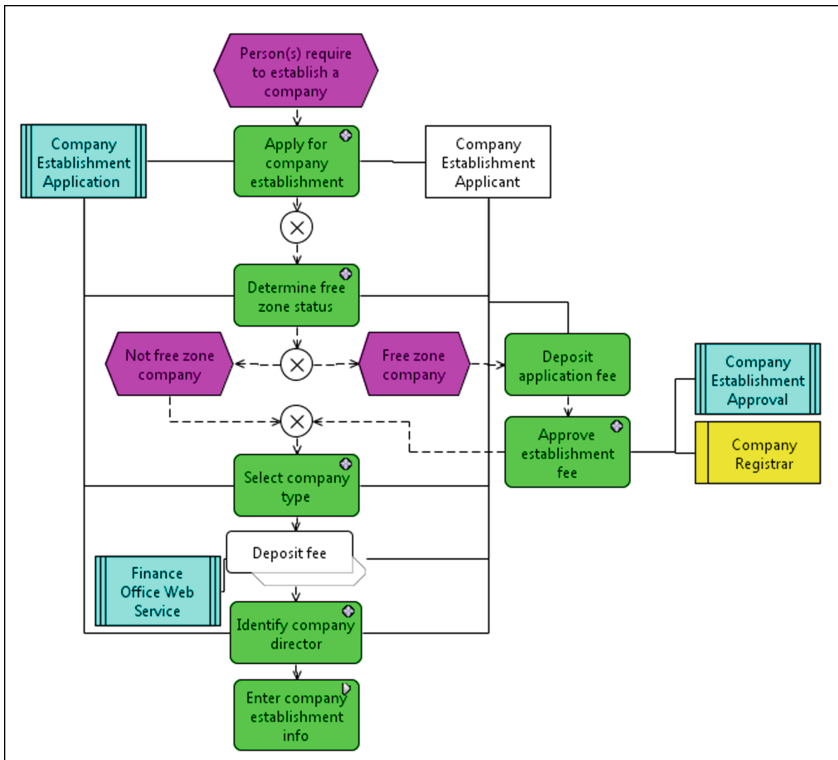 Person(s) require
to establish a
company
Company
Establishment
Application
Apply for
company
establishment
Company
Establishment
Applicant
Determine free
zone status
Not free zone
company
Free zone
company
Deposit
application fee
Company
Establishment
Approval
Approve
establishment
fee
Company
Registrar
Select company
type
Deposit fee
Finance
Office Web
Service
Identify company
director
Enter company
establishment
info